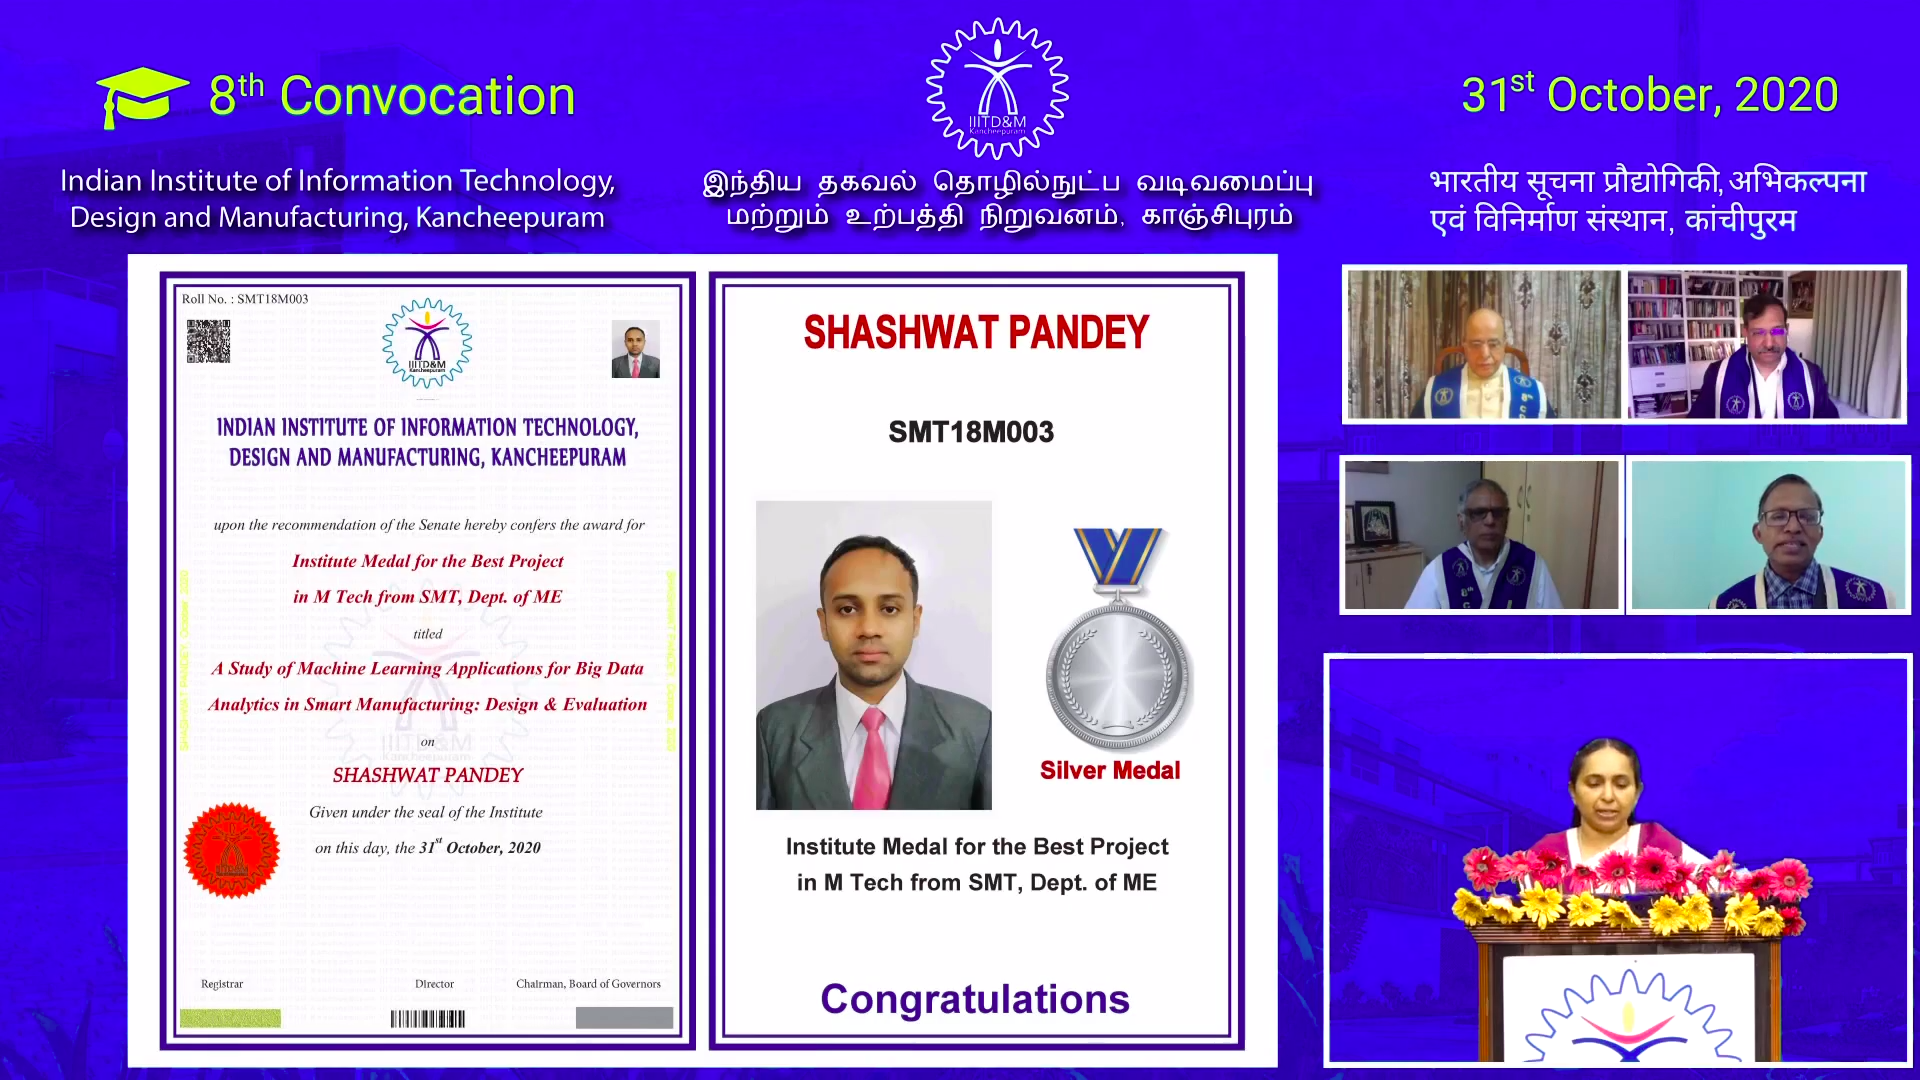 8th Convocation
IIITD&M
Kancheepuram
31st October, 2020
Indian Institute of Information Technology,
Design and Manufacturing, Kancheepuram
இந்திய தகவல் தொழில்நுட்ப வடிவமைப்பு
மற்றும் உற்பத்தி நிறுவனம், காஞ்சிபுரம்
भारतीय सूचना प्रौद्योगिकी, अभिकल्पना
एवं विनिर्माण संस्थान, कांचीपुरम
Roll No. : SMT18M003
IIITD&M
Kancheepuram
INDIAN INSTITUTE OF INFORMATION TECHNOLOGY,
DESIGN AND MANUFACTURING, KANCHEEPURAM
upon the recommendation of the Senate hereby confers the award for
Institute Medal for the Best Project
in M Tech from SMT, Dept. of ME
titled
A Study of Machine Learning Applications for Big Data
Analytics in Smart Manufacturing: Design & Evaluation
on
IIITD&M
Kancheepuram
SHASHWAT PANDEY
Given under the seal of the Institute
on this day, the 31st October, 2020
Registrar
Director
Chairman, Board of Governors
SHASHWAT PANDEY
SMT18M003
Silver Medal
Institute Medal for the Best Project
in M Tech from SMT, Dept. of ME
Congratulations